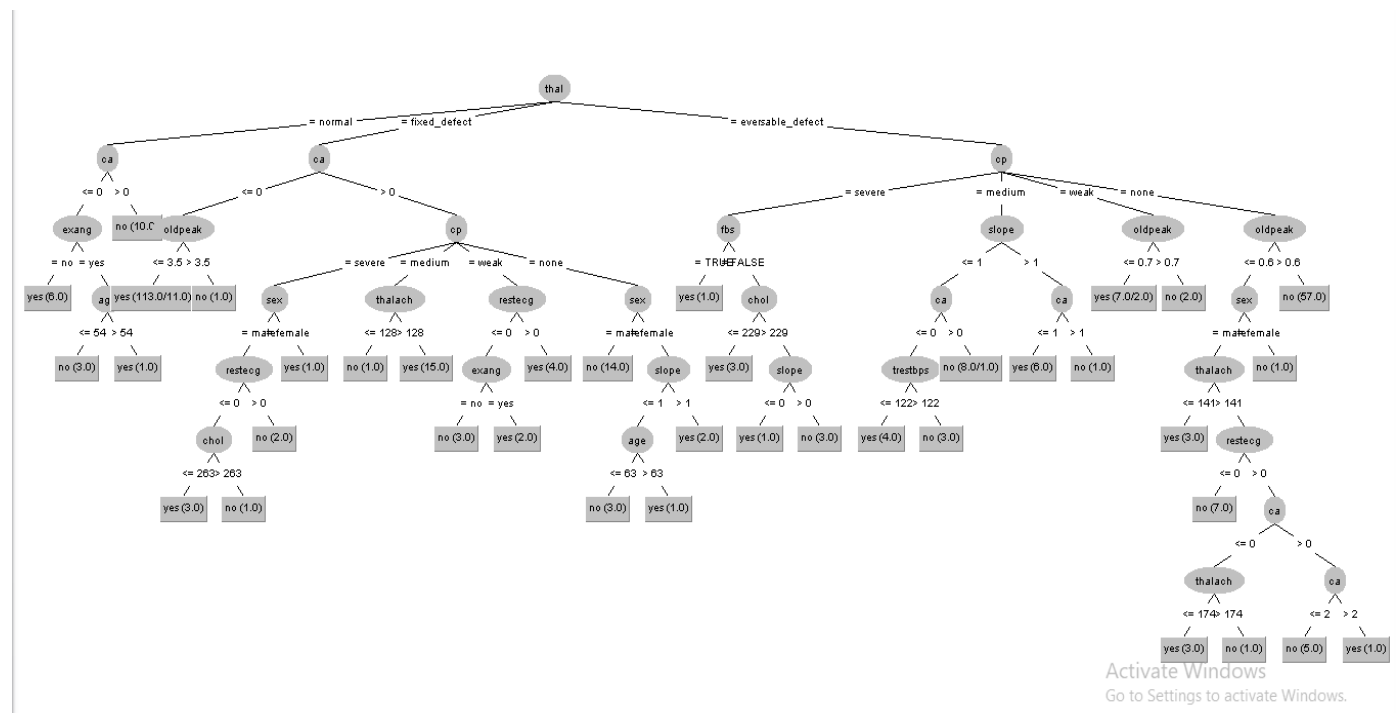 thal
= normal = fixed_defect = eversable_defect
ca ca cp
<= 0 > 0 <= 0 > 0 = severe = medium = weak = none
exang no (10.0 oldpeak cp fbs slope oldpeak oldpeak
= no = yes <= 3.5 > 3.5 = severe = medium = weak = none = TRUE = FALSE <= 1 > 1 <= 0.7 > 0.7 <= 0.6 > 0.6
yes (6.0) ag yes (113.0/11.0) no (1.0) sex thalach restecg sex yes (1.0) chol ca ca yes (7.0/2.0) no (2.0) sex no (57.0)
<= 54 > 54 = male = female <= 128 > 128 <= 0 > 0 = male = female <= 229 > 229 <= 0 > 0 <= 1 > 1 = male = female
no (3.0) yes (1.0) restecg yes (1.0) no (1.0) yes (15.0) exang yes (4.0) no (14.0) slope yes (3.0) slope trestbps no (8.0/1.0) yes (6.0) no (1.0) thalach no (1.0)
<= 0 > 0 = no = yes <= 1 > 1 <= 0 > 0 <= 122 > 122 <= 141 > 141
chol no (2.0) no (3.0) yes (2.0) age yes (2.0) yes (1.0) no (3.0) yes (4.0) no (3.0) yes (3.0) restecg
<= 263 > 263 <= 63 > 63 <= 0 > 0
yes (3.0) no (1.0) no (3.0) yes (1.0) no (7.0) ca
<= 0 > 0
thalach ca
<= 174 > 174 <= 2 > 2
yes (3.0) no (1.0) no (5.0) yes (1.0)
Activate Windows
Go to Settings to activate Windows.